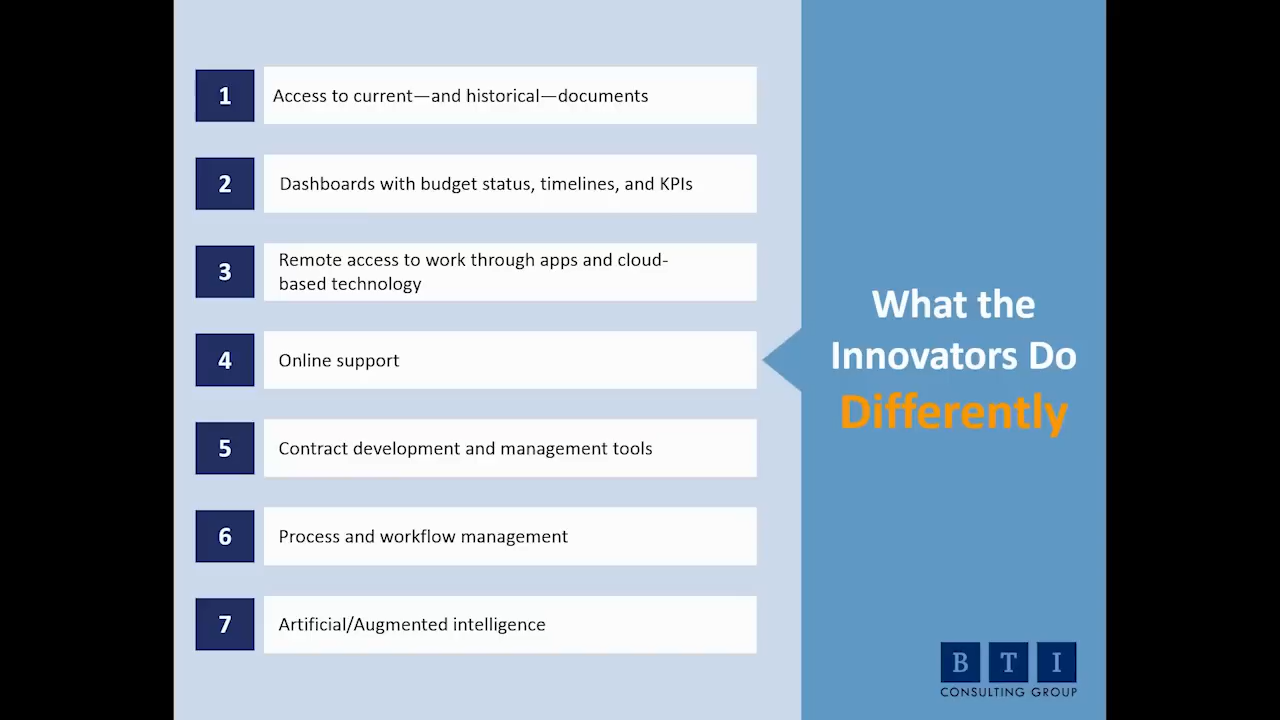 1
Access to current—and historical—documents
2
Dashboards with budget status, timelines, and KPIs
3
Remote access to work through apps and cloud-
based technology
4
Online support
5
Contract development and management tools
6
Process and workflow management
7
Artificial/Augmented intelligence
What the
Innovators Do
Differently
B T I
CONSULTING GROUP